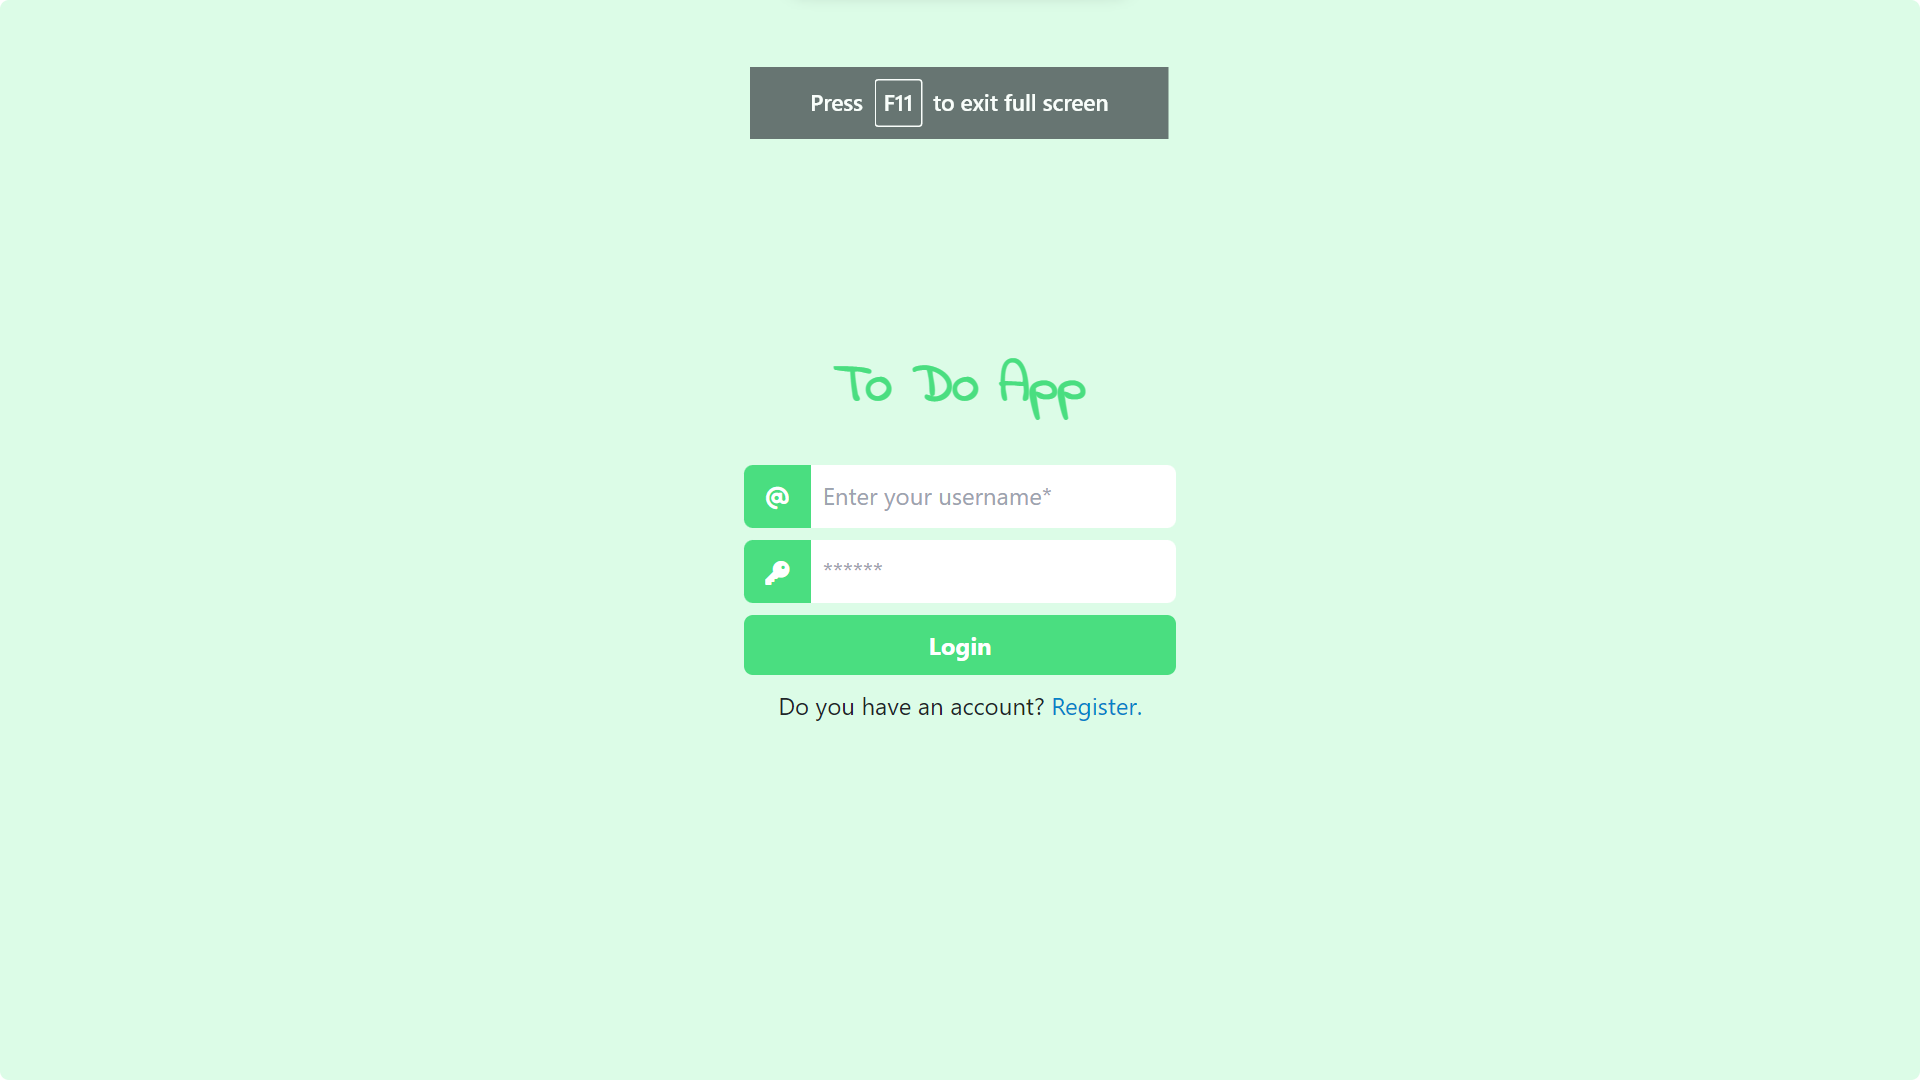 Press F11 to exit full screen
To Do App
@ Enter your username*
******
Login
Do you have an account? Register.